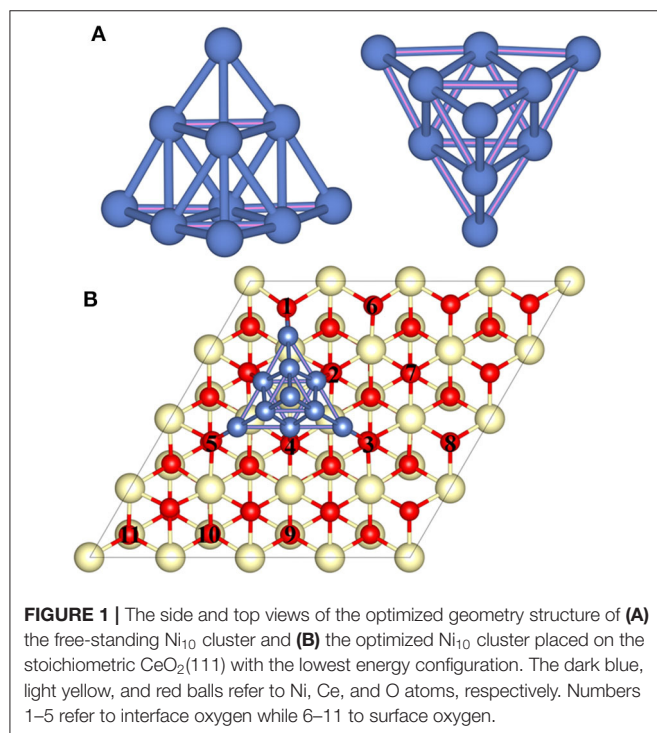 A
B
1 6
2 7
5 4 3 8
11 10 9
FIGURE 1 | The side and top views of the optimized geometry structure of (A)
the free-standing Ni₁₀ cluster and (B) the optimized Ni₁₀ cluster placed on the
stoichiometric CeO₂(111) with the lowest energy configuration. The dark blue,
light yellow, and red balls refer to Ni, Ce, and O atoms, respectively. Numbers
1–5 refer to interface oxygen while 6–11 to surface oxygen.